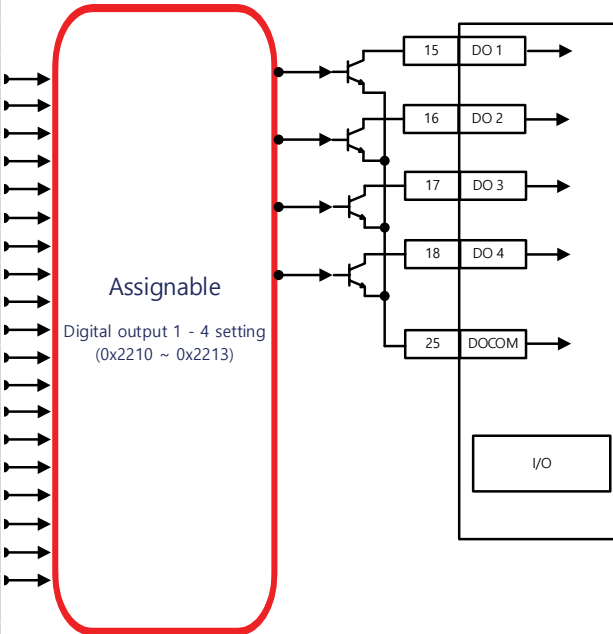 15 DO 1
16 DO 2
17 DO 3
18 DO 4
Assignable
Digital output 1 - 4 setting
(0x2210 ~ 0x2213)
25 DOCOM
I/O